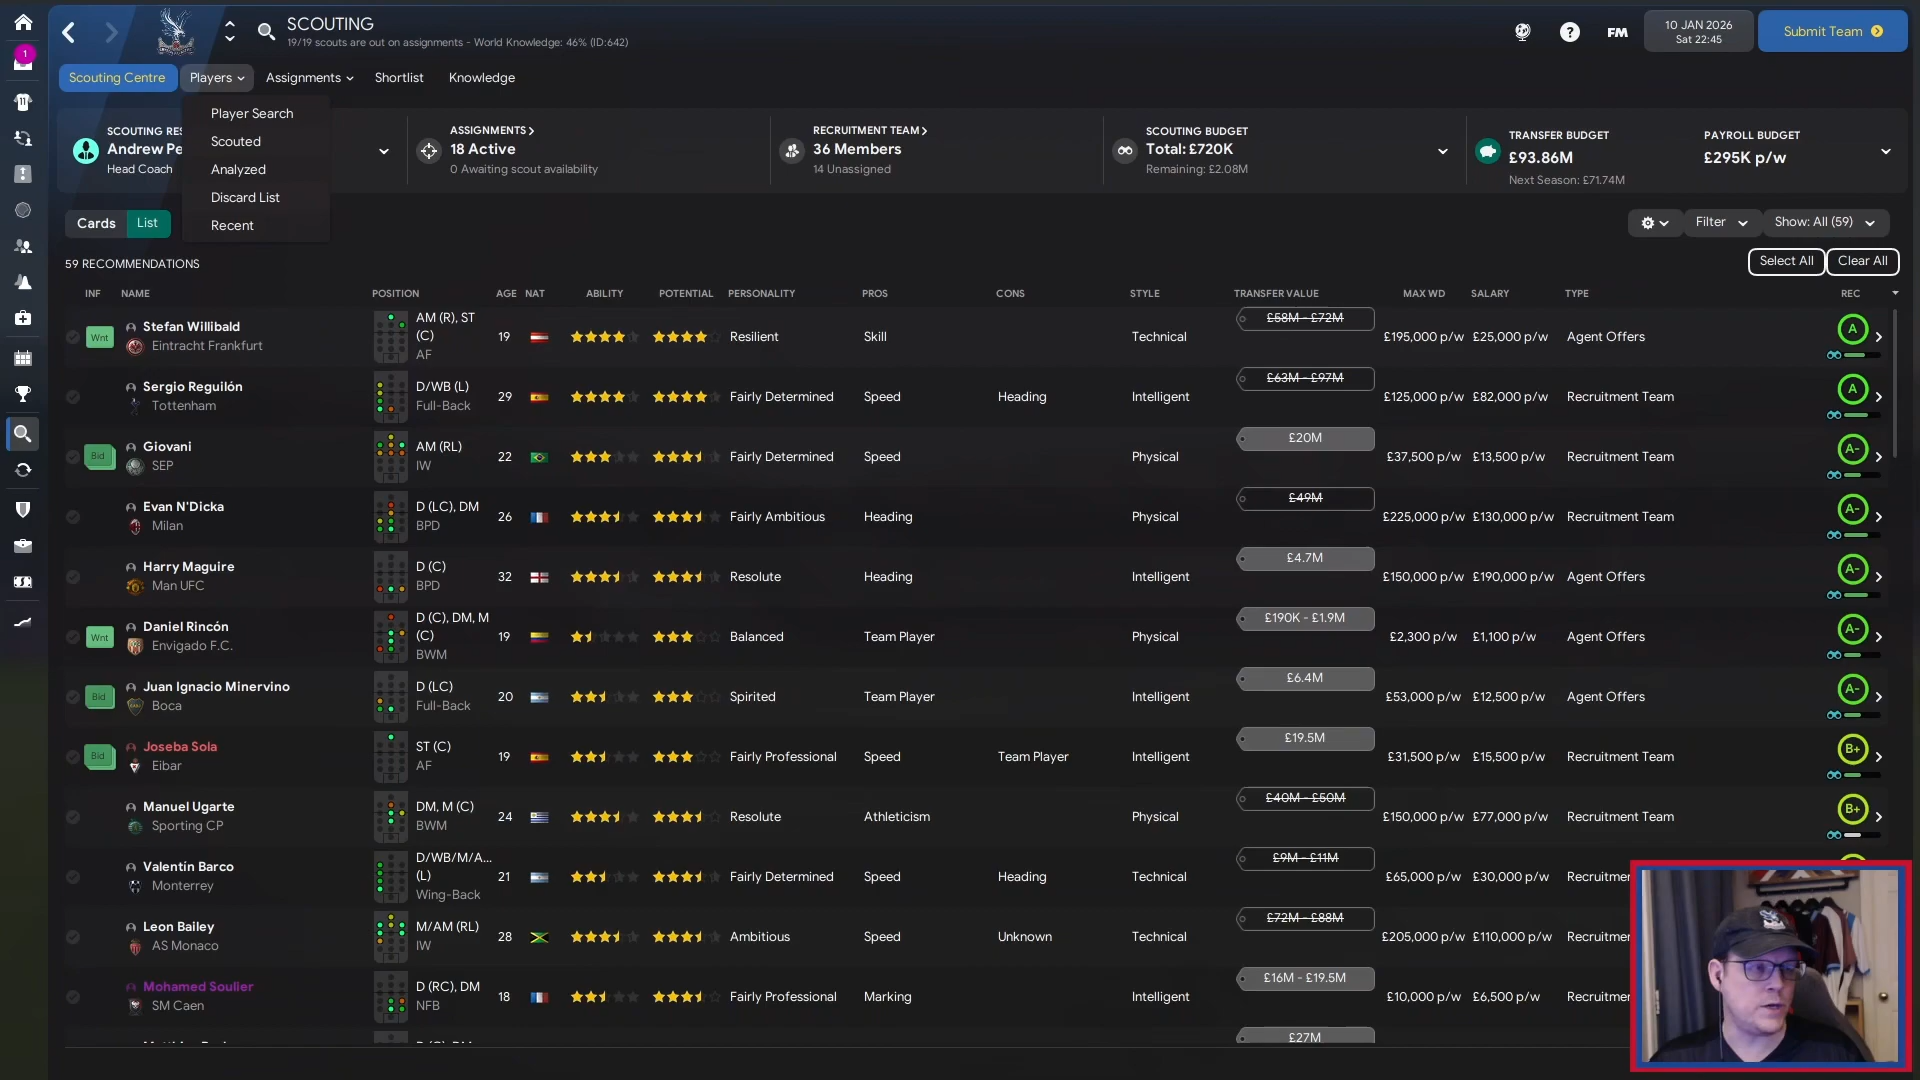 SCOUTING
19/19 scouts are out on assignments - World Knowledge: 46% (ID:642)
FM
10 JAN 2026
Sat 22:45
Submit Team
1
Scouting Centre
Players
Assignments
Shortlist
Knowledge
Player Search
Scouted
Analyzed
Discard List
Recent
SCOUTING RES
Andrew Pe
Head Coach
ASSIGNMENTS
18 Active
0 Awaiting scout availability
RECRUITMENT TEAM
36 Members
14 Unassigned
SCOUTING BUDGET
Total: £720K
Remaining: £2.08M
TRANSFER BUDGET
£93.86M
Next Season: £71.74M
PAYROLL BUDGET
£295K p/w
Cards
List
Filter
Show: All (59)
59 RECOMMENDATIONS
Select All
Clear All
INF NAME POSITION AGE NAT ABILITY POTENTIAL PERSONALITY PROS CONS STYLE TRANSFER VALUE MAX WD SALARY TYPE REC
Wnt Stefan Willibald AM (R), ST (C) 19 Resilient Skill Technical £58M - £72M £195,000 p/w £25,000 p/w Agent Offers A
Eintracht Frankfurt AF
Sergio Reguilón D/WB (L) 29 Fairly Determined Speed Heading Intelligent £63M - £97M £125,000 p/w £82,000 p/w Recruitment Team A
Tottenham Full-Back
Bid Giovani AM (RL) 22 Fairly Determined Speed Physical £20M £37,500 p/w £13,500 p/w Recruitment Team A-
SEP IW
Evan N'Dicka D (LC), DM 26 Fairly Ambitious Heading Physical £49M £225,000 p/w £130,000 p/w Recruitment Team A-
Milan BPD
Harry Maguire D (C) 32 Resolute Heading Intelligent £4.7M £150,000 p/w £190,000 p/w Agent Offers A-
Man UFC BPD
Wnt Daniel Rincón D (C), DM, M (C) 19 Balanced Team Player Physical £190K - £1.9M £2,300 p/w £1,100 p/w Agent Offers A-
Envigado F.C. BWM
Bid Juan Ignacio Minervino D (LC) 20 Spirited Team Player Intelligent £6.4M £53,000 p/w £12,500 p/w Agent Offers A-
Boca Full-Back
Bid Joseba Sola ST (C) 19 Fairly Professional Speed Team Player Intelligent £19.5M £31,500 p/w £15,500 p/w Recruitment Team B+
Eibar AF
Manuel Ugarte DM, M (C) 24 Resolute Athleticism Physical £40M - £50M £150,000 p/w £77,000 p/w Recruitment Team B+
Sporting CP BWM
Valentín Barco D/WB/M/A... (L) 21 Fairly Determined Speed Heading Technical £9M - £11M £65,000 p/w £30,000 p/w Recruitmer
Monterrey Wing-Back
Leon Bailey M/AM (RL) 28 Ambitious Speed Unknown Technical £72M - £88M £205,000 p/w £110,000 p/w Recruitmer
AS Monaco IW
Mohamed Soulier D (RC), DM 18 Fairly Professional Marking Intelligent £16M - £19.5M £10,000 p/w £6,500 p/w Recruitmer
SM Caen NFB
£27M